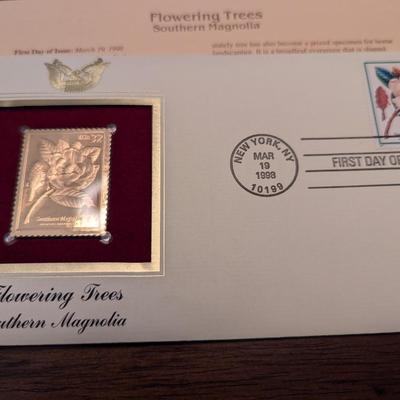 Flowering Trees
Southern Magnolia
First Day of Issue: March 19, 1998
stately tree has also become a prized specimen for home
landscapes. It is a broadleaf evergreen that is shaped
32
NEW YORK, NY
MAR
19
1998
10199
FIRST DAY OF
Southern Magnolia
Flowering Trees
Southern Magnolia